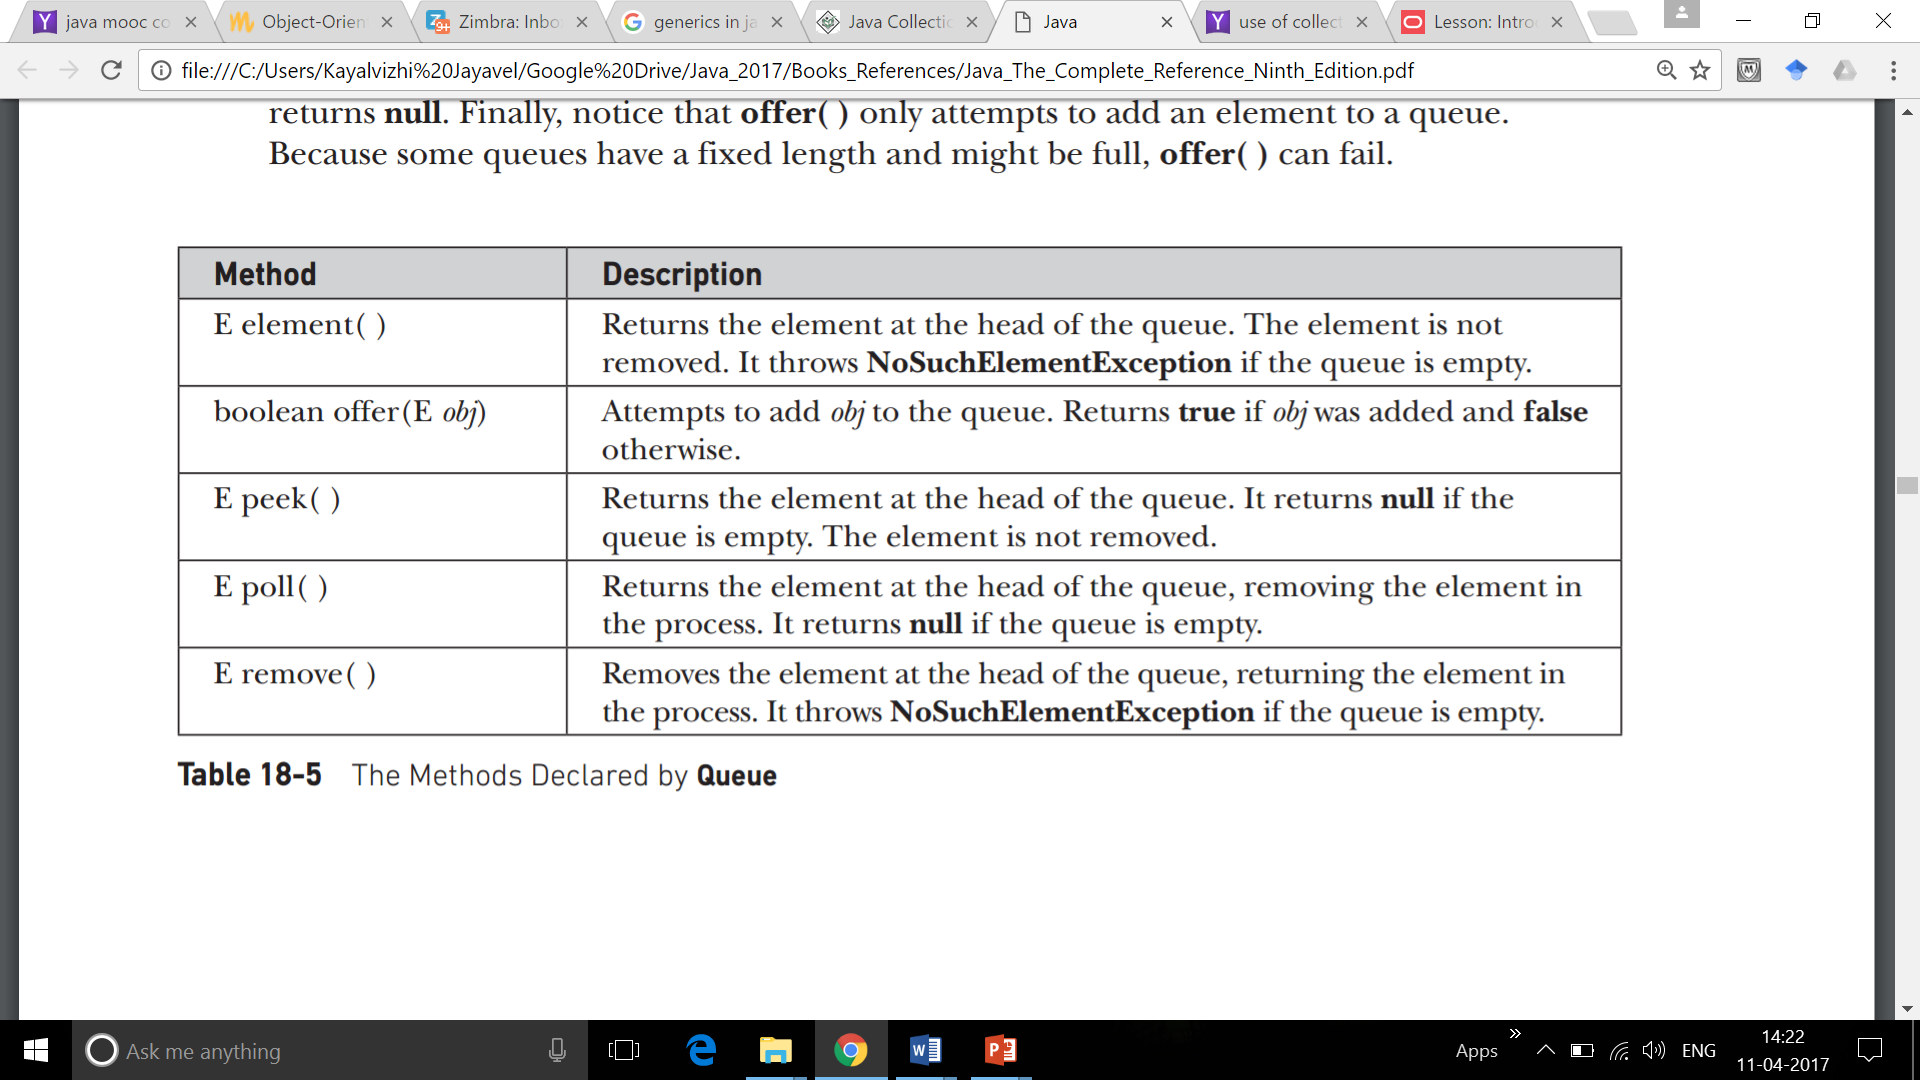 java mooc co
Object-Orien
Zimbra: Inbo
generics in ja
Java Collectio
Java
use of collect
Lesson: Intro
file:///C:/Users/Kayalvizhi%20Jayavel/Google%20Drive/Java_2017/Books_References/Java_The_Complete_Reference_Ninth_Edition.pdf
returns null. Finally, notice that offer( ) only attempts to add an element to a queue.
Because some queues have a fixed length and might be full, offer( ) can fail.
Method Description
E element( ) Returns the element at the head of the queue. The element is not
removed. It throws NoSuchElementException if the queue is empty.
boolean offer(E obj) Attempts to add obj to the queue. Returns true if obj was added and false
otherwise.
E peek( ) Returns the element at the head of the queue. It returns null if the
queue is empty. The element is not removed.
E poll( ) Returns the element at the head of the queue, removing the element in
the process. It returns null if the queue is empty.
E remove( ) Removes the element at the head of the queue, returning the element in
the process. It throws NoSuchElementException if the queue is empty.
Table 18-5 The Methods Declared by Queue
Ask me anything
Apps
ENG
14:22
11-04-2017